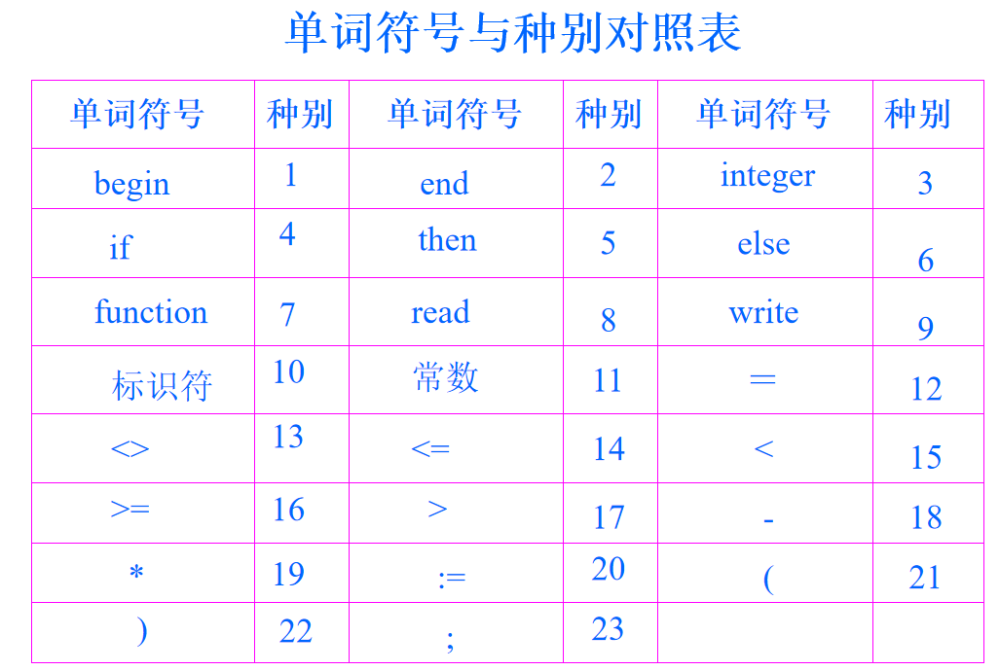 单词符号与种别对照表
单词符号 种别 单词符号 种别 单词符号 种别
begin 1 end 2 integer 3
if 4 then 5 else 6
function 7 read 8 write 9
标识符 10 常数 11 = 12
<> 13 <= 14 < 15
>= 16 > 17 - 18
* 19 := 20 ( 21
) 22 ; 23